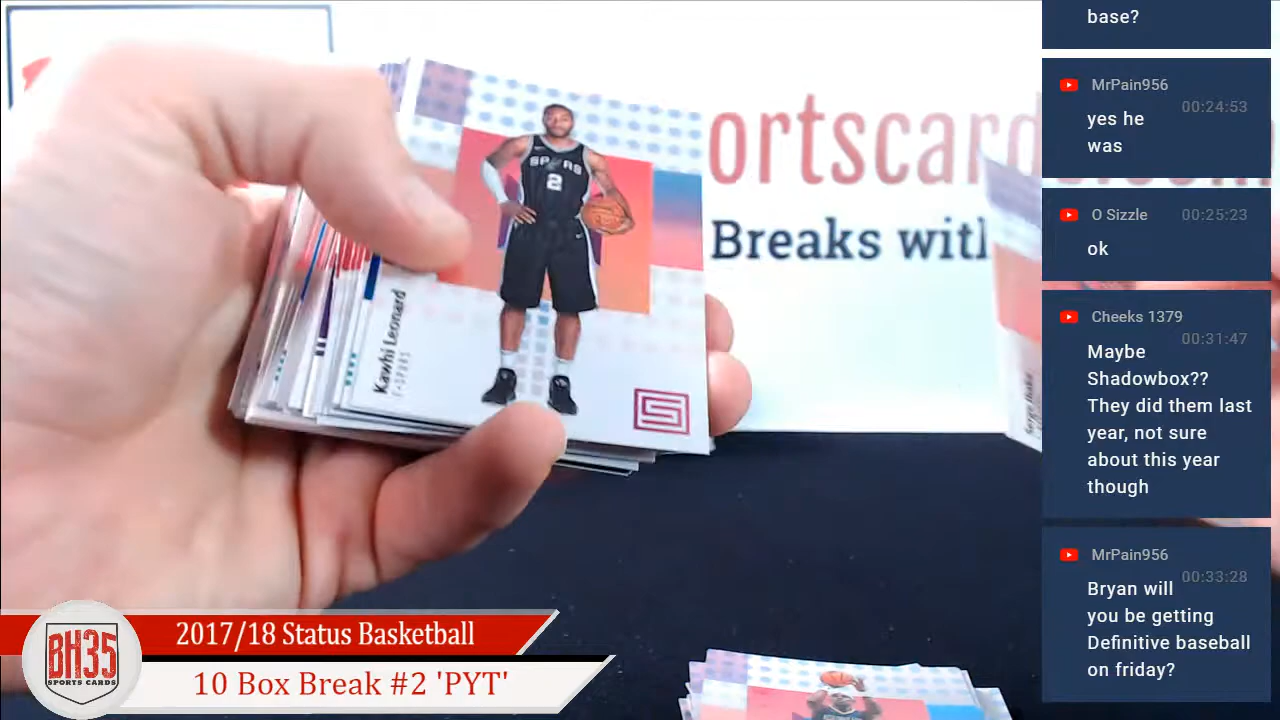 base?
MrPain956
00:24:53
yes he
was
O Sizzle 00:25:23
ok
Cheeks 1379
00:31:47
Maybe
Shadowbox??
They did them last
year, not sure
about this year
though
MrPain956
00:33:28
Bryan will
you be getting
Definitive baseball
on friday?
ortscard
Breaks with
SPURS
2
Kawhi Leonard
BH35
SPORTS CARDS
2017/18 Status Basketball
10 Box Break #2 'PYT'